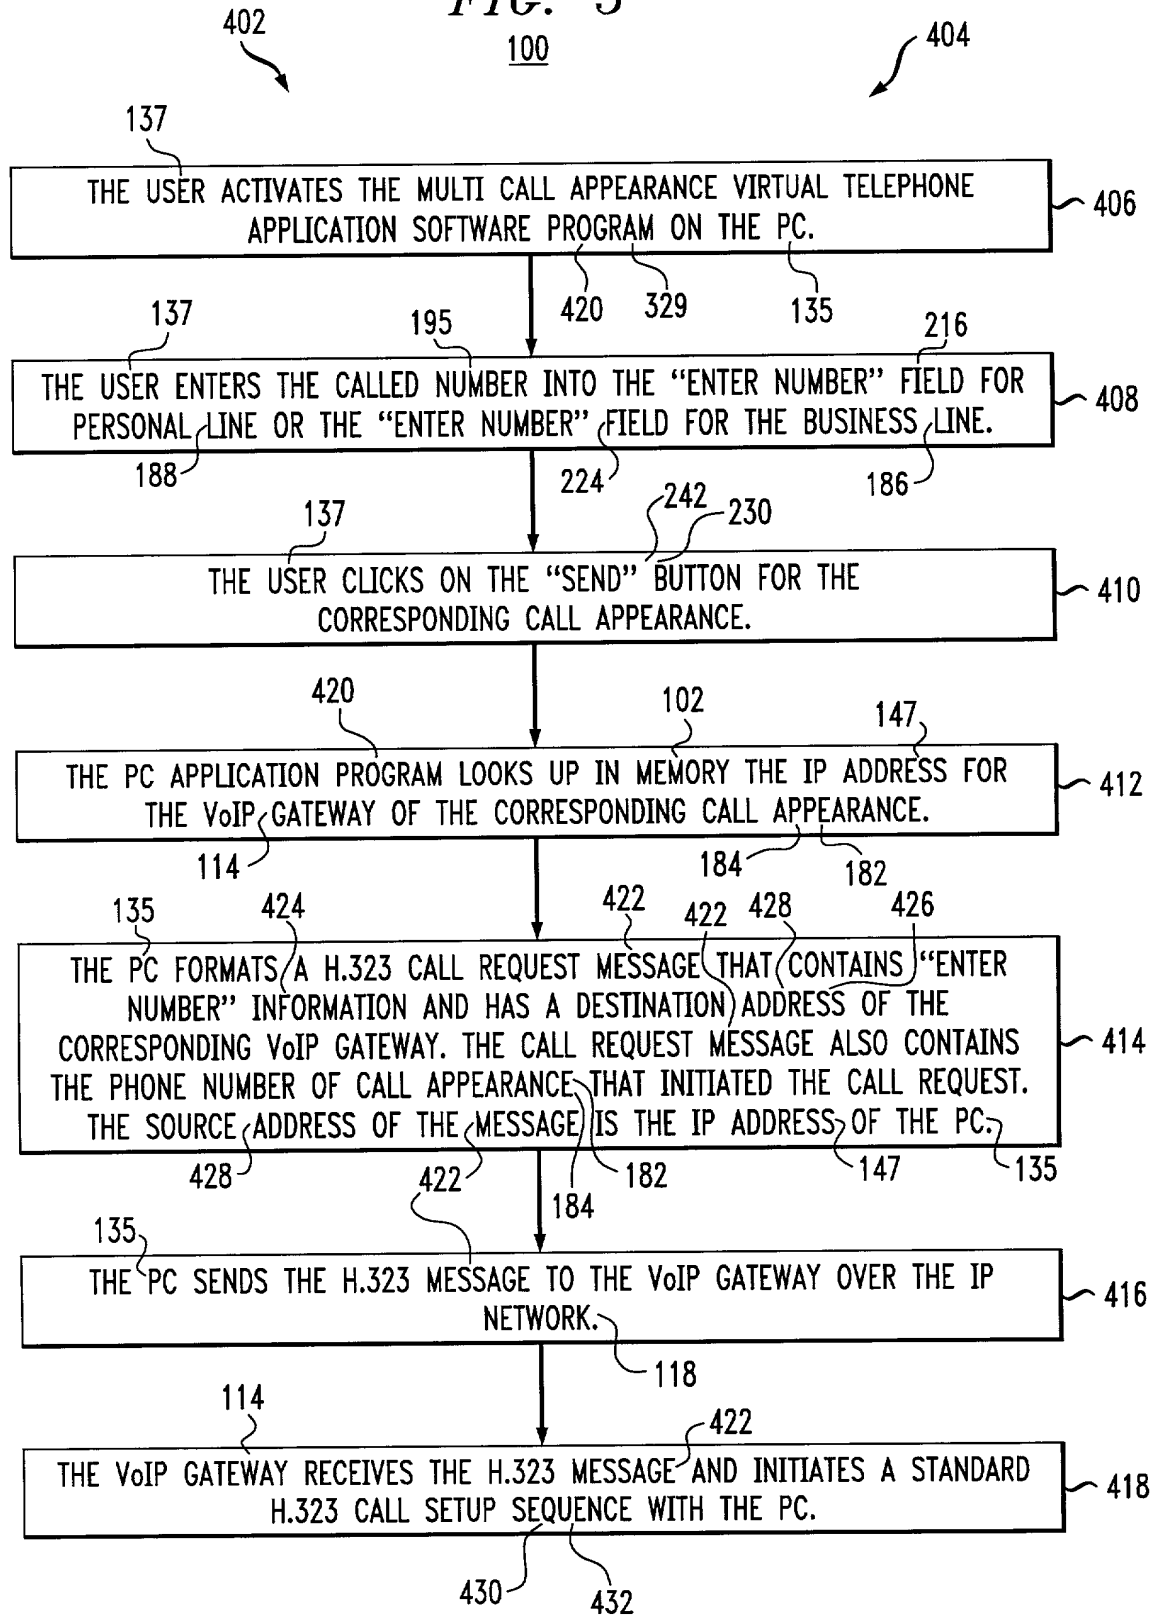 FIG. 5
402
100
404
137
THE USER ACTIVATES THE MULTI CALL APPEARANCE VIRTUAL TELEPHONE
APPLICATION SOFTWARE PROGRAM ON THE PC.
406
420 329 135
137 195 216
THE USER ENTERS THE CALLED NUMBER INTO THE “ENTER NUMBER” FIELD FOR
PERSONAL LINE OR THE “ENTER NUMBER” FIELD FOR THE BUSINESS LINE.
408
188 224 186
137 242 230
THE USER CLICKS ON THE “SEND” BUTTON FOR THE
CORRESPONDING CALL APPEARANCE.
410
420 102 147
THE PC APPLICATION PROGRAM LOOKS UP IN MEMORY THE IP ADDRESS FOR
THE VoIP GATEWAY OF THE CORRESPONDING CALL APPEARANCE.
412
114 184 182
135 424 422 422 428 426
THE PC FORMATS A H.323 CALL REQUEST MESSAGE THAT CONTAINS “ENTER
NUMBER” INFORMATION AND HAS A DESTINATION ADDRESS OF THE
CORRESPONDING VoIP GATEWAY. THE CALL REQUEST MESSAGE ALSO CONTAINS
THE PHONE NUMBER OF CALL APPEARANCE THAT INITIATED THE CALL REQUEST.
THE SOURCE ADDRESS OF THE MESSAGE IS THE IP ADDRESS OF THE PC.
414
428 422 184 182 147 135
135
THE PC SENDS THE H.323 MESSAGE TO THE VoIP GATEWAY OVER THE IP
NETWORK.
416
118
114 422
THE VoIP GATEWAY RECEIVES THE H.323 MESSAGE AND INITIATES A STANDARD
H.323 CALL SETUP SEQUENCE WITH THE PC.
418
430 432